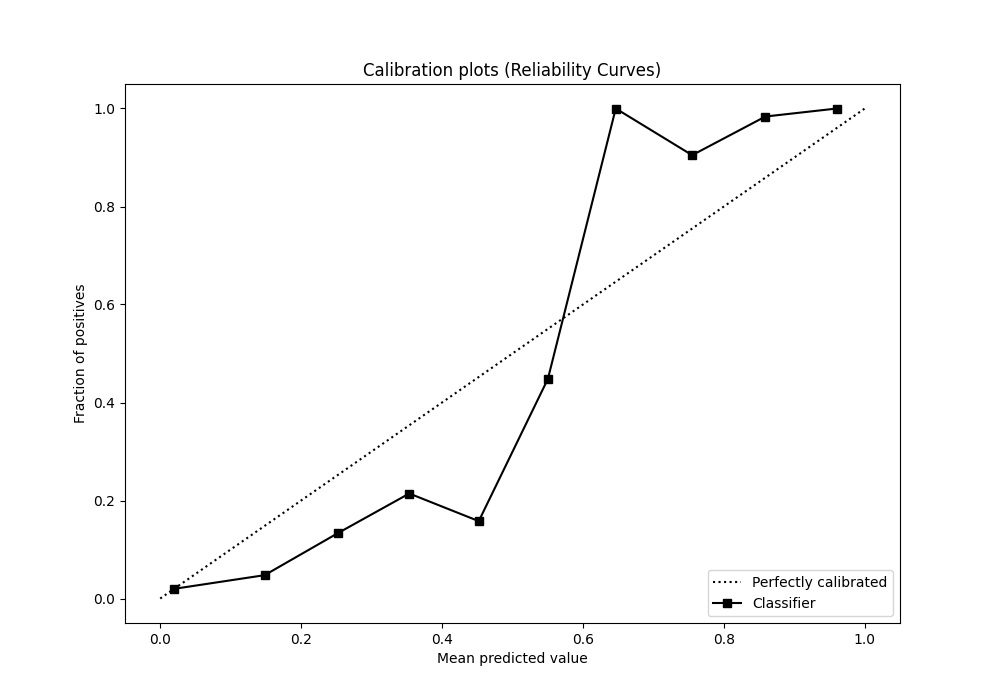 Calibration plots (Reliability Curves)
1.0
0.8
0.6
0.4
0.2
0.0
Fraction of positives
0.0 0.2 0.4 0.6 0.8 1.0
Mean predicted value
Perfectly calibrated
Classifier